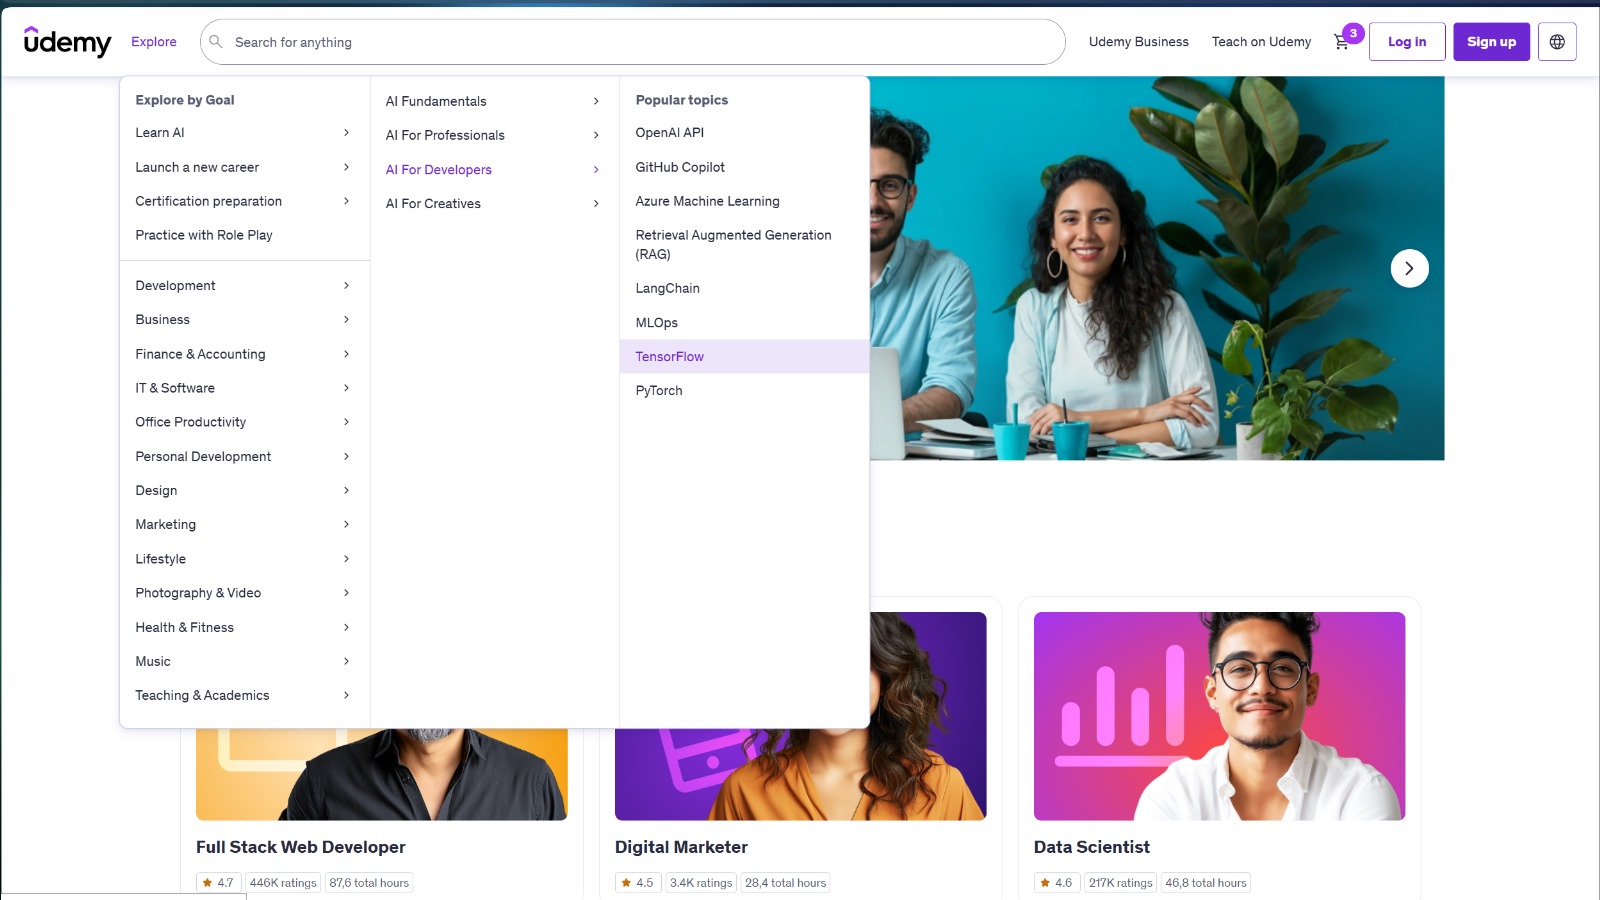 udemy
Explore
Search for anything
Udemy Business
Teach on Udemy
3
Log in
Sign up
Explore by Goal
Learn AI
Launch a new career
Certification preparation
Practice with Role Play
Development
Business
Finance & Accounting
IT & Software
Office Productivity
Personal Development
Design
Marketing
Lifestyle
Photography & Video
Health & Fitness
Music
Teaching & Academics
AI Fundamentals
AI For Professionals
AI For Developers
AI For Creatives
Popular topics
OpenAI API
GitHub Copilot
Azure Machine Learning
Retrieval Augmented Generation
(RAG)
LangChain
MLOps
TensorFlow
PyTorch
Full Stack Web Developer
4.7
446K ratings
87,6 total hours
Digital Marketer
4.5
3.4K ratings
28,4 total hours
Data Scientist
4.6
217K ratings
46,8 total hours